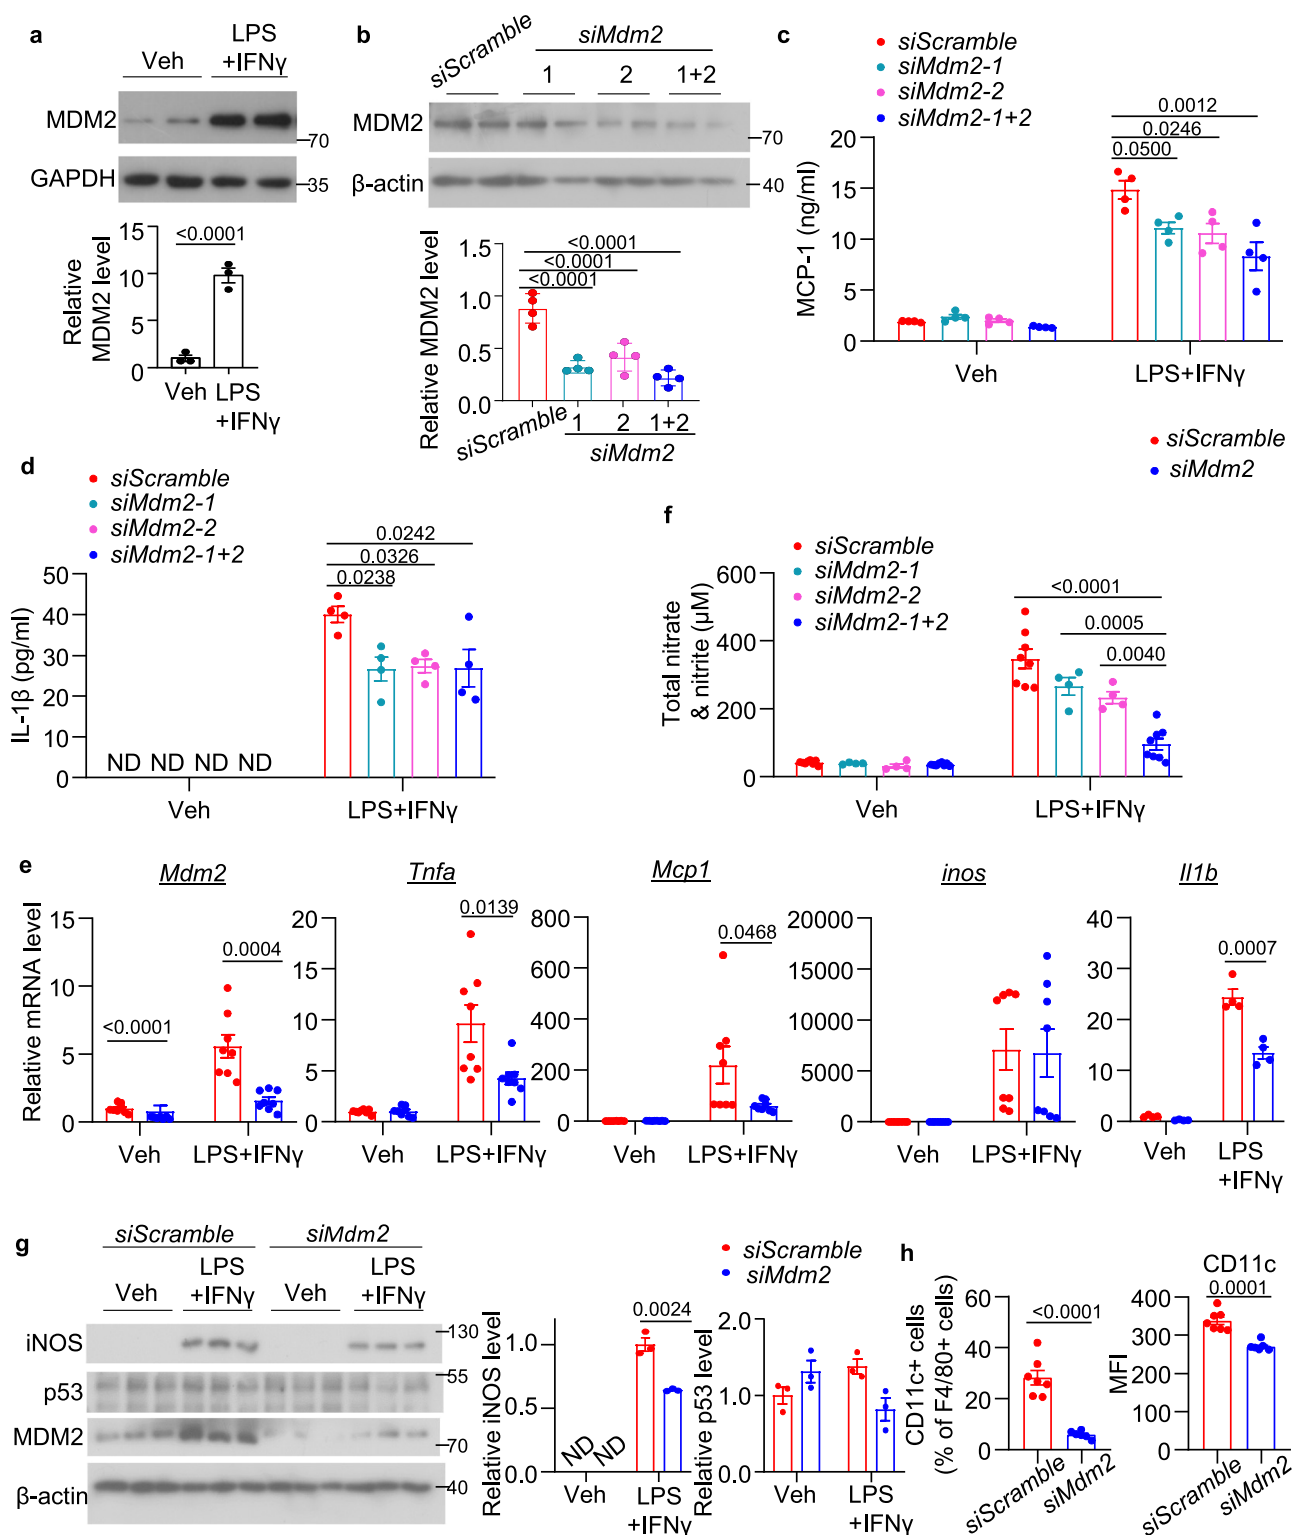 a
Veh
LPS
+IFNγ
MDM2
70
GAPDH
35
Relative
MDM2 level
15
10
5
0
<0.0001
Veh
LPS
+IFNγ
b
siScramble
siMdm2
1
2
1+2
MDM2
70
β-actin
40
Relative MDM2 level
1.5
1.0
0.5
0.0
<0.0001
<0.0001
<0.0001
siScramble
1
2
1+2
siMdm2
c
siScramble
siMdm2-1
siMdm2-2
siMdm2-1+2
MCP-1 (ng/ml)
20
15
10
5
0
0.0012
0.0246
0.0500
Veh
LPS+IFNγ
siScramble
siMdm2
d
siScramble
siMdm2-1
siMdm2-2
siMdm2-1+2
IL-1β (pg/ml)
50
40
30
20
10
0
0.0242
0.0326
0.0238
ND ND ND ND
Veh
LPS+IFNγ
f
siScramble
siMdm2-1
siMdm2-2
siMdm2-1+2
Total nitrate
& nitrite (μM)
600
400
200
0
<0.0001
0.0005
0.0040
Veh
LPS+IFNγ
e
Relative mRNA level
Mdm2
15
10
5
0
<0.0001
0.0004
Veh
LPS+IFNγ
Tnfa
20
15
10
5
0
0.0139
Veh
LPS+IFNγ
Mcp1
800
600
400
200
0
0.0468
Veh
LPS+IFNγ
inos
20000
15000
10000
5000
0
Veh
LPS+IFNγ
Il1b
40
30
20
10
0
0.0007
Veh
LPS
+IFNγ
g
siScramble
siMdm2
Veh
LPS
+IFNγ
Veh
LPS
+IFNγ
iNOS
130
55
p53
MDM2
70
β-actin
40
siScramble
siMdm2
Relative iNOS level
1.0
0.5
0.0
0.0024
ND
ND
Veh
LPS
+IFNγ
Relative p53 level
2.0
1.0
0.0
Veh
LPS
+IFNγ
h
CD11c+ cells
(% of F4/80+ cells)
60
40
20
0
<0.0001
siScramble
siMdm2
CD11c
MFI
400
300
200
100
0
0.0001
siScramble
siMdm2